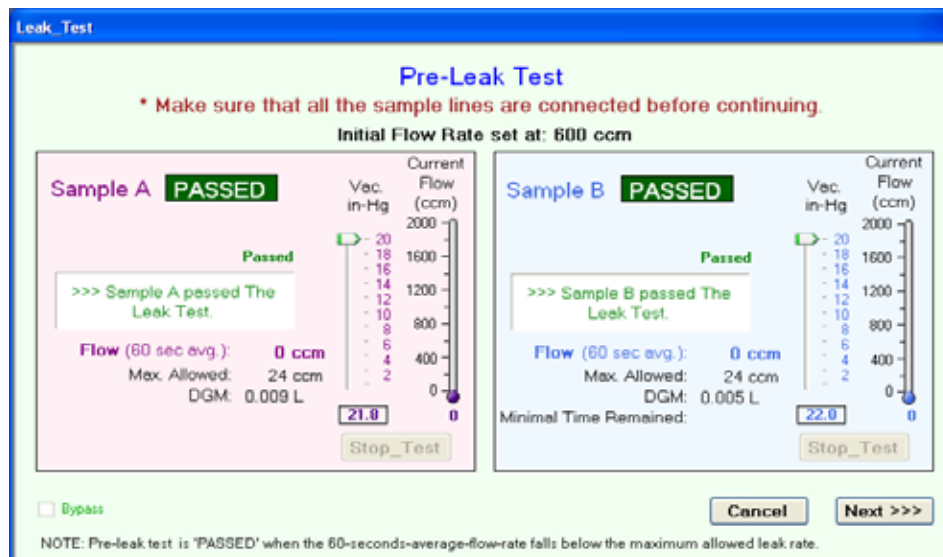 Leak_Test
Pre-Leak Test
* Make sure that all the sample lines are connected before continuing.
Initial Flow Rate set at: 600 ccm
Sample A PASSED
Vac.
in-Hg
Current
Flow
(ccm)
2000
1600
1200
800
400
0
20
18
16
14
12
10
8
6
4
2
Passed
>>> Sample A passed The
Leak Test.
Flow (60 sec avg.): 0 ccm
Max. Allowed: 24 ccm
DGM: 0.009 L
21.0
0
Stop_Test
Sample B PASSED
Vac.
in-Hg
Current
Flow
(ccm)
2000
1600
1200
800
400
0
20
18
16
14
12
10
8
6
4
2
Passed
>>> Sample B passed The
Leak Test.
Flow (60 sec avg.): 0 ccm
Max. Allowed: 24 ccm
DGM: 0.005 L
Minimal Time Remained:
22.0
0
Stop_Test
Bypass
Cancel
Next >>>
NOTE: Pre-leak test is 'PASSED' when the 60-seconds-average-flow-rate falls below the maximum allowed leak rate.